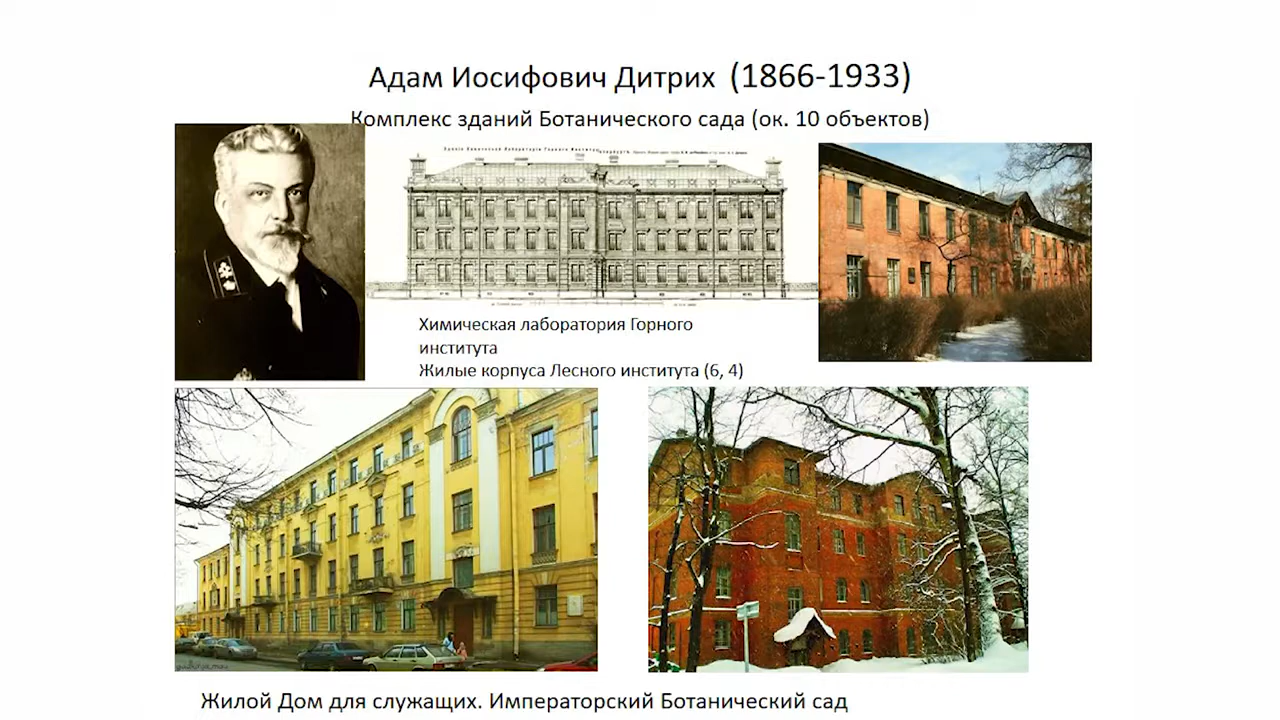 Адам Иосифович Дитрих (1866-1933)
Комплекс зданий Ботанического сада (ок. 10 объектов)
Химическая лаборатория Горного
института
Жилые корпуса Лесного института (6, 4)
Жилой Дом для служащих. Императорский Ботанический сад